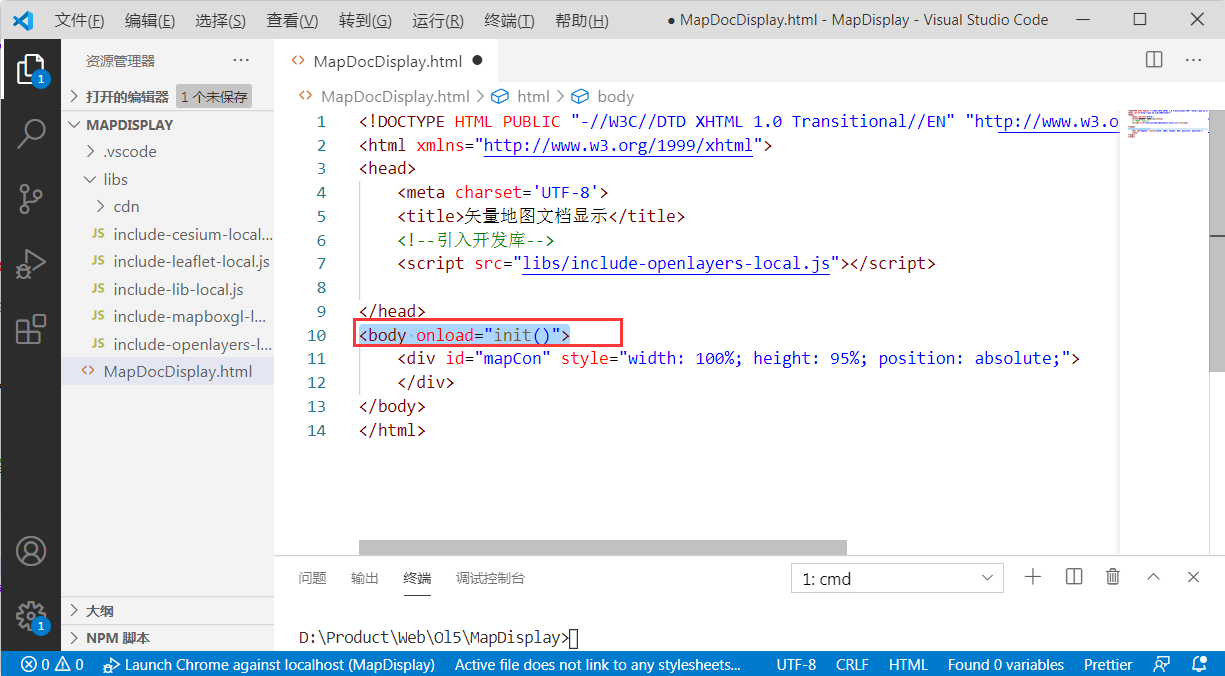 文件(F) 编辑(E) 选择(S) 查看(V) 转到(G) 运行(R) 终端(T) 帮助(H) ● MapDocDisplay.html - MapDisplay - Visual Studio Code
资源管理器 ···
打开的编辑器 1 个未保存
MAPDISPLAY
.vscode
libs
cdn
JS include-cesium-local...
JS include-leaflet-local.js
JS include-lib-local.js
JS include-mapboxgl-l...
JS include-openlayers-l...
<> MapDocDisplay.html
大纲
NPM 脚本
1
1
<> MapDocDisplay.html ●
<> MapDocDisplay.html > html > body
1 <!DOCTYPE HTML PUBLIC "-//W3C//DTD XHTML 1.0 Transitional//EN" "http://www.w3.o
2 <html xmlns="http://www.w3.org/1999/xhtml">
3 <head>
4 <meta charset='UTF-8'>
5 <title>矢量地图文档显示</title>
6 <!--引入开发库-->
7 <script src="libs/include-openlayers-local.js"></script>
8
9 </head>
10 <body onload="init()">
11 <div id="mapCon" style="width: 100%; height: 95%; position: absolute;">
12 </div>
13 </body>
14 </html>
问题 输出 终端 调试控制台 1: cmd
D:\Product\Web\Ol5\MapDisplay>
0 0 Launch Chrome against localhost (MapDisplay) Active file does not link to any stylesheets... UTF-8 CRLF HTML Found 0 variables Prettier